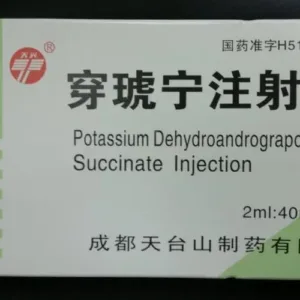 国药准字H51
穿琥宁注射
Potassium Dehydroandrograpo
Succinate Injection
2ml:40
成都天台山制药有